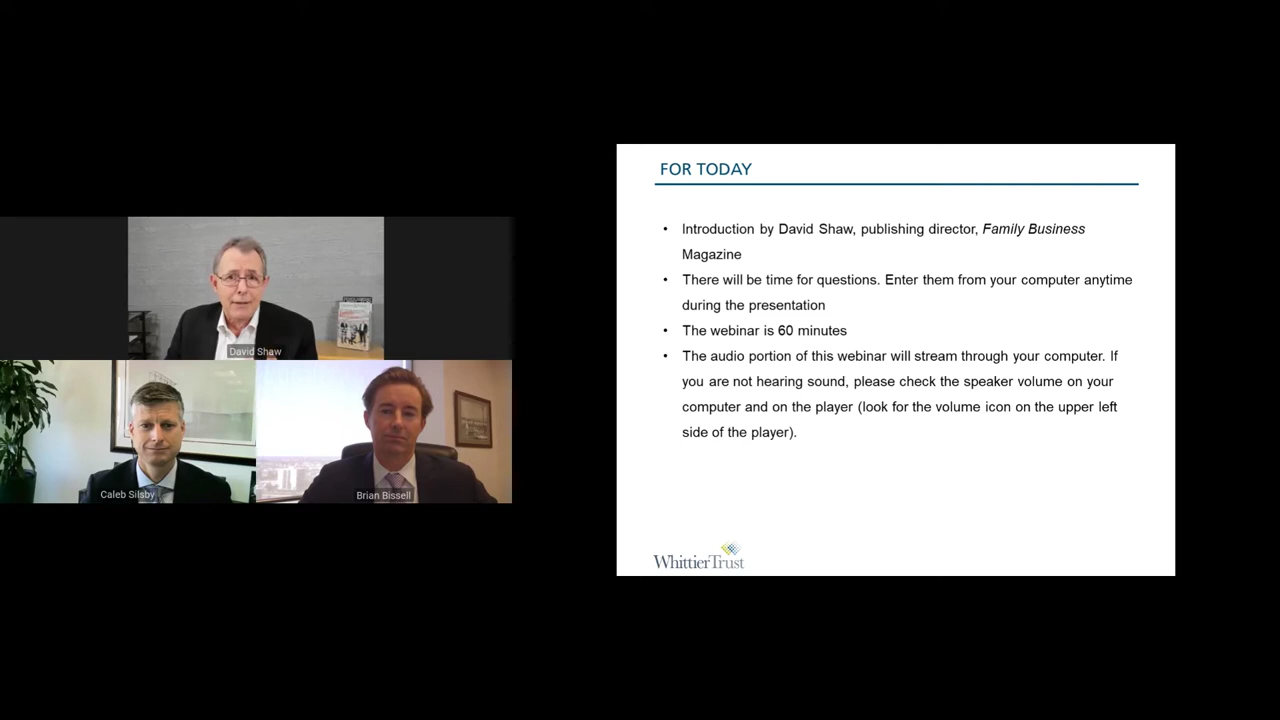 David Shaw
Caleb Silsby
Brian Bissell
FOR TODAY
• Introduction by David Shaw, publishing director, Family Business
Magazine
• There will be time for questions. Enter them from your computer anytime
during the presentation
• The webinar is 60 minutes
• The audio portion of this webinar will stream through your computer. If
you are not hearing sound, please check the speaker volume on your
computer and on the player (look for the volume icon on the upper left
side of the player).
WhittierTrust